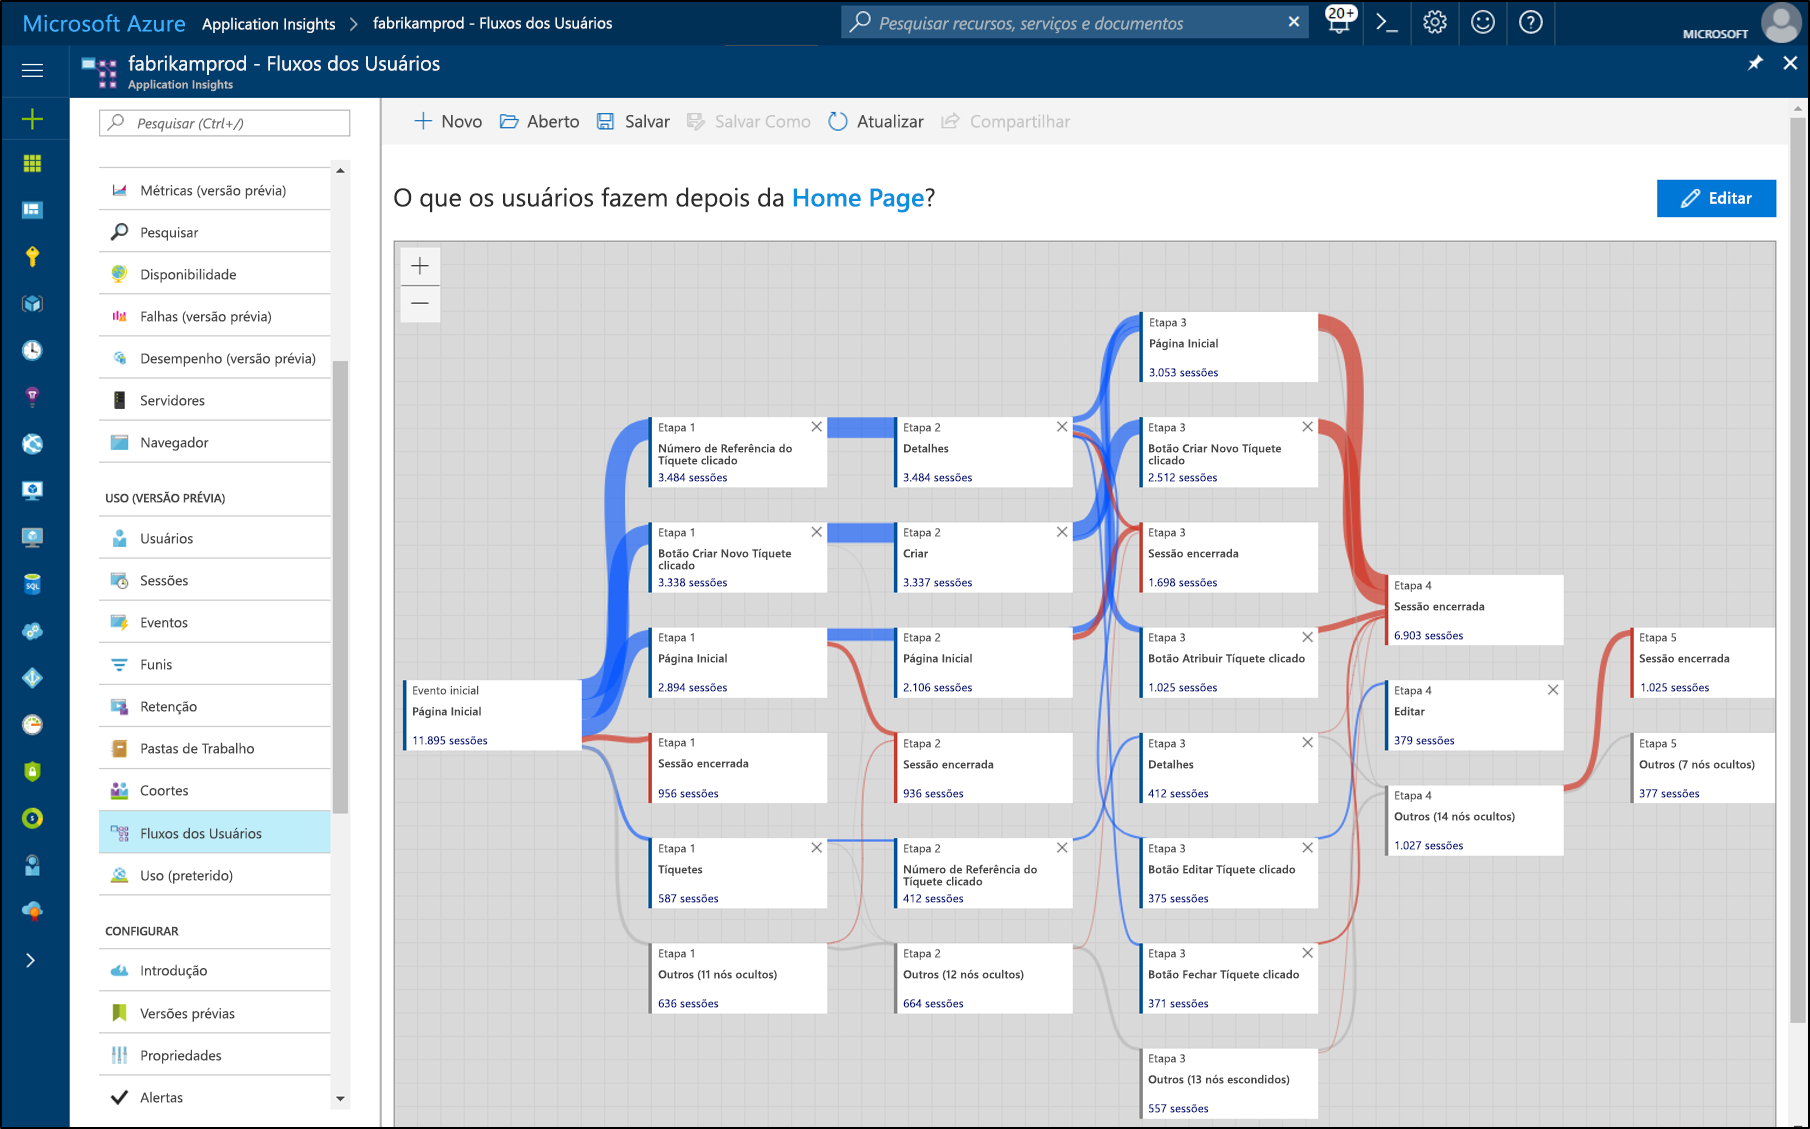 Microsoft Azure
Application Insights > fabrikamprod - Fluxos dos Usuários
Pesquisar recursos, serviços e documentos
20+
MICROSOFT
fabrikamprod - Fluxos dos Usuários
Application Insights
Pesquisar (Ctrl+/)
Métricas (versão prévia)
Pesquisar
Disponibilidade
Falhas (versão prévia)
Desempenho (versão prévia)
Servidores
Navegador
USO (VERSÃO PRÉVIA)
Usuários
Sessões
Eventos
Funis
Retenção
Pastas de Trabalho
Coortes
Fluxos dos Usuários
Uso (preterido)
CONFIGURAR
Introdução
Versões prévias
Propriedades
Alertas
SQL
Novo
Aberto
Salvar
Salvar Como
Atualizar
Compartilhar
O que os usuários fazem depois da Home Page?
Editar
Evento inicial
Página Inicial
11.895 sessões
Etapa 1
Número de Referência do
Tíquete clicado
3.484 sessões
Etapa 1
Botão Criar Novo Tíquete
clicado
3.338 sessões
Etapa 1
Página Inicial
2.894 sessões
Etapa 1
Sessão encerrada
956 sessões
Etapa 1
Tíquetes
587 sessões
Etapa 1
Outros (11 nós ocultos)
636 sessões
Etapa 2
Detalhes
3.484 sessões
Etapa 2
Criar
3.337 sessões
Etapa 2
Página Inicial
2.106 sessões
Etapa 2
Sessão encerrada
936 sessões
Etapa 2
Número de Referência do
Tíquete clicado
412 sessões
Etapa 2
Outros (12 nós ocultos)
664 sessões
Etapa 3
Página Inicial
3.053 sessões
Etapa 3
Botão Criar Novo Tíquete
clicado
2.512 sessões
Etapa 3
Sessão encerrada
1.698 sessões
Etapa 3
Botão Atribuir Tíquete clicado
1.025 sessões
Etapa 3
Detalhes
412 sessões
Etapa 3
Botão Editar Tíquete clicado
375 sessões
Etapa 3
Botão Fechar Tíquete clicado
371 sessões
Etapa 3
Outros (13 nós escondidos)
557 sessões
Etapa 4
Sessão encerrada
6.903 sessões
Etapa 4
Editar
379 sessões
Etapa 4
Outros (14 nós ocultos)
1.027 sessões
Etapa 5
Sessão encerrada
1.025 sessões
Etapa 5
Outros (7 nós ocultos)
377 sessões